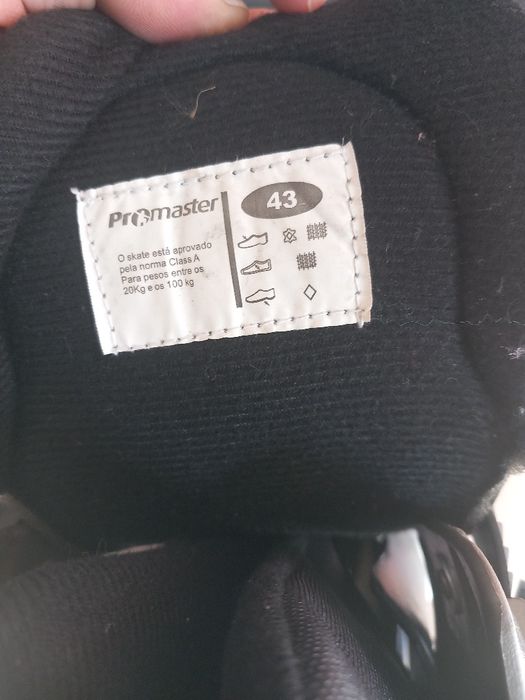 Promaster
43
O skate está aprovado
pela norma Class A
Para pesos entre os
20Kg e os 100 kg